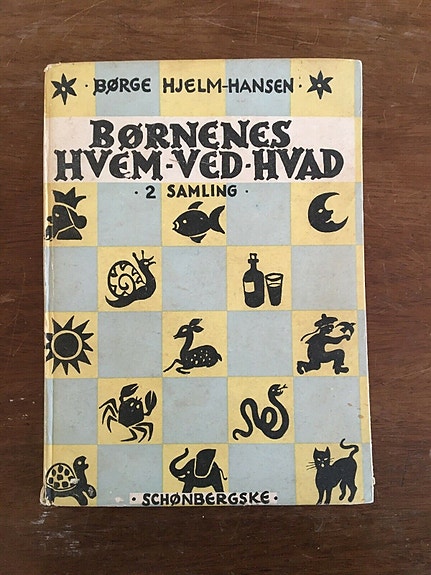 · BØRGE HJELM-HANSEN ·
BØRNENES
HVEM-VED-HVAD
· 2 SAMLING ·
· SCHØNBERGSKE ·